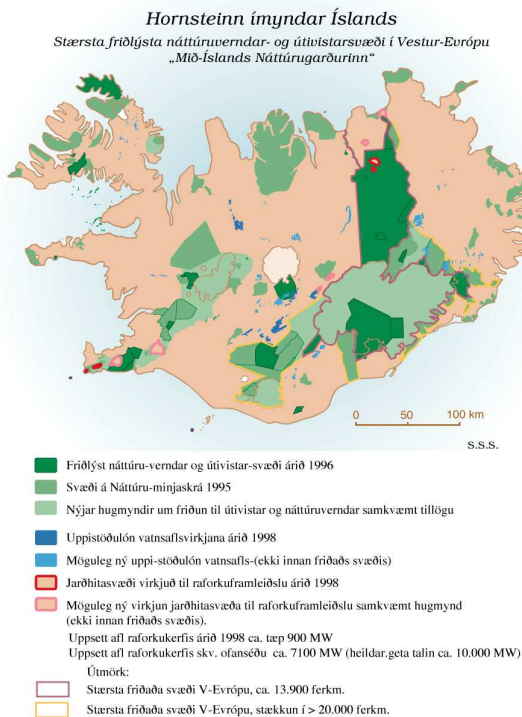 Hornsteinn ímyndar Íslands
Stærsta friðlýsta náttúruverndar- og útivistarsvæði í Vestur-Evrópu
„Mið-Íslands Náttúrugarðurinn“
0 50 100 km
S.S.S.
Friðlýst náttúru-verndar og útivistar-svæði árið 1996
Svæði á Náttúru-minjaskrá 1995
Nýjar hugmyndir um friðun til útivistar og náttúruverndar samkvæmt tillögu
Uppistöðulón vatnsaflsvirkjana árið 1998
Möguleg ný uppi-stöðulón vatnsafls-(ekki innan friðaðs svæðis)
Jarðhitasvæði virkjuð til raforkuframleiðslu árið 1998
Möguleg ný virkjun jarðhitasvæða til raforkuframleiðslu samkvæmt hugmynd
(ekki innan friðaðs svæðis).
Uppsett afl raforkukerfis árið 1998 ca. tæp 900 MW
Uppsett afl raforkukerfis skv. ofanséðu ca. 7100 MW (heildar.geta talin ca. 10.000 MW)
Útmörk:
Stærsta friðaða svæði V-Evrópu, ca. 13.900 ferkm.
Stærsta friðaða svæði V-Evrópu, stækkun í > 20.000 ferkm.